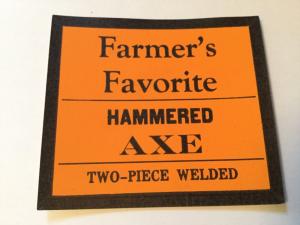 Farmer's
Favorite
HAMMERED
AXE
TWO-PIECE WELDED